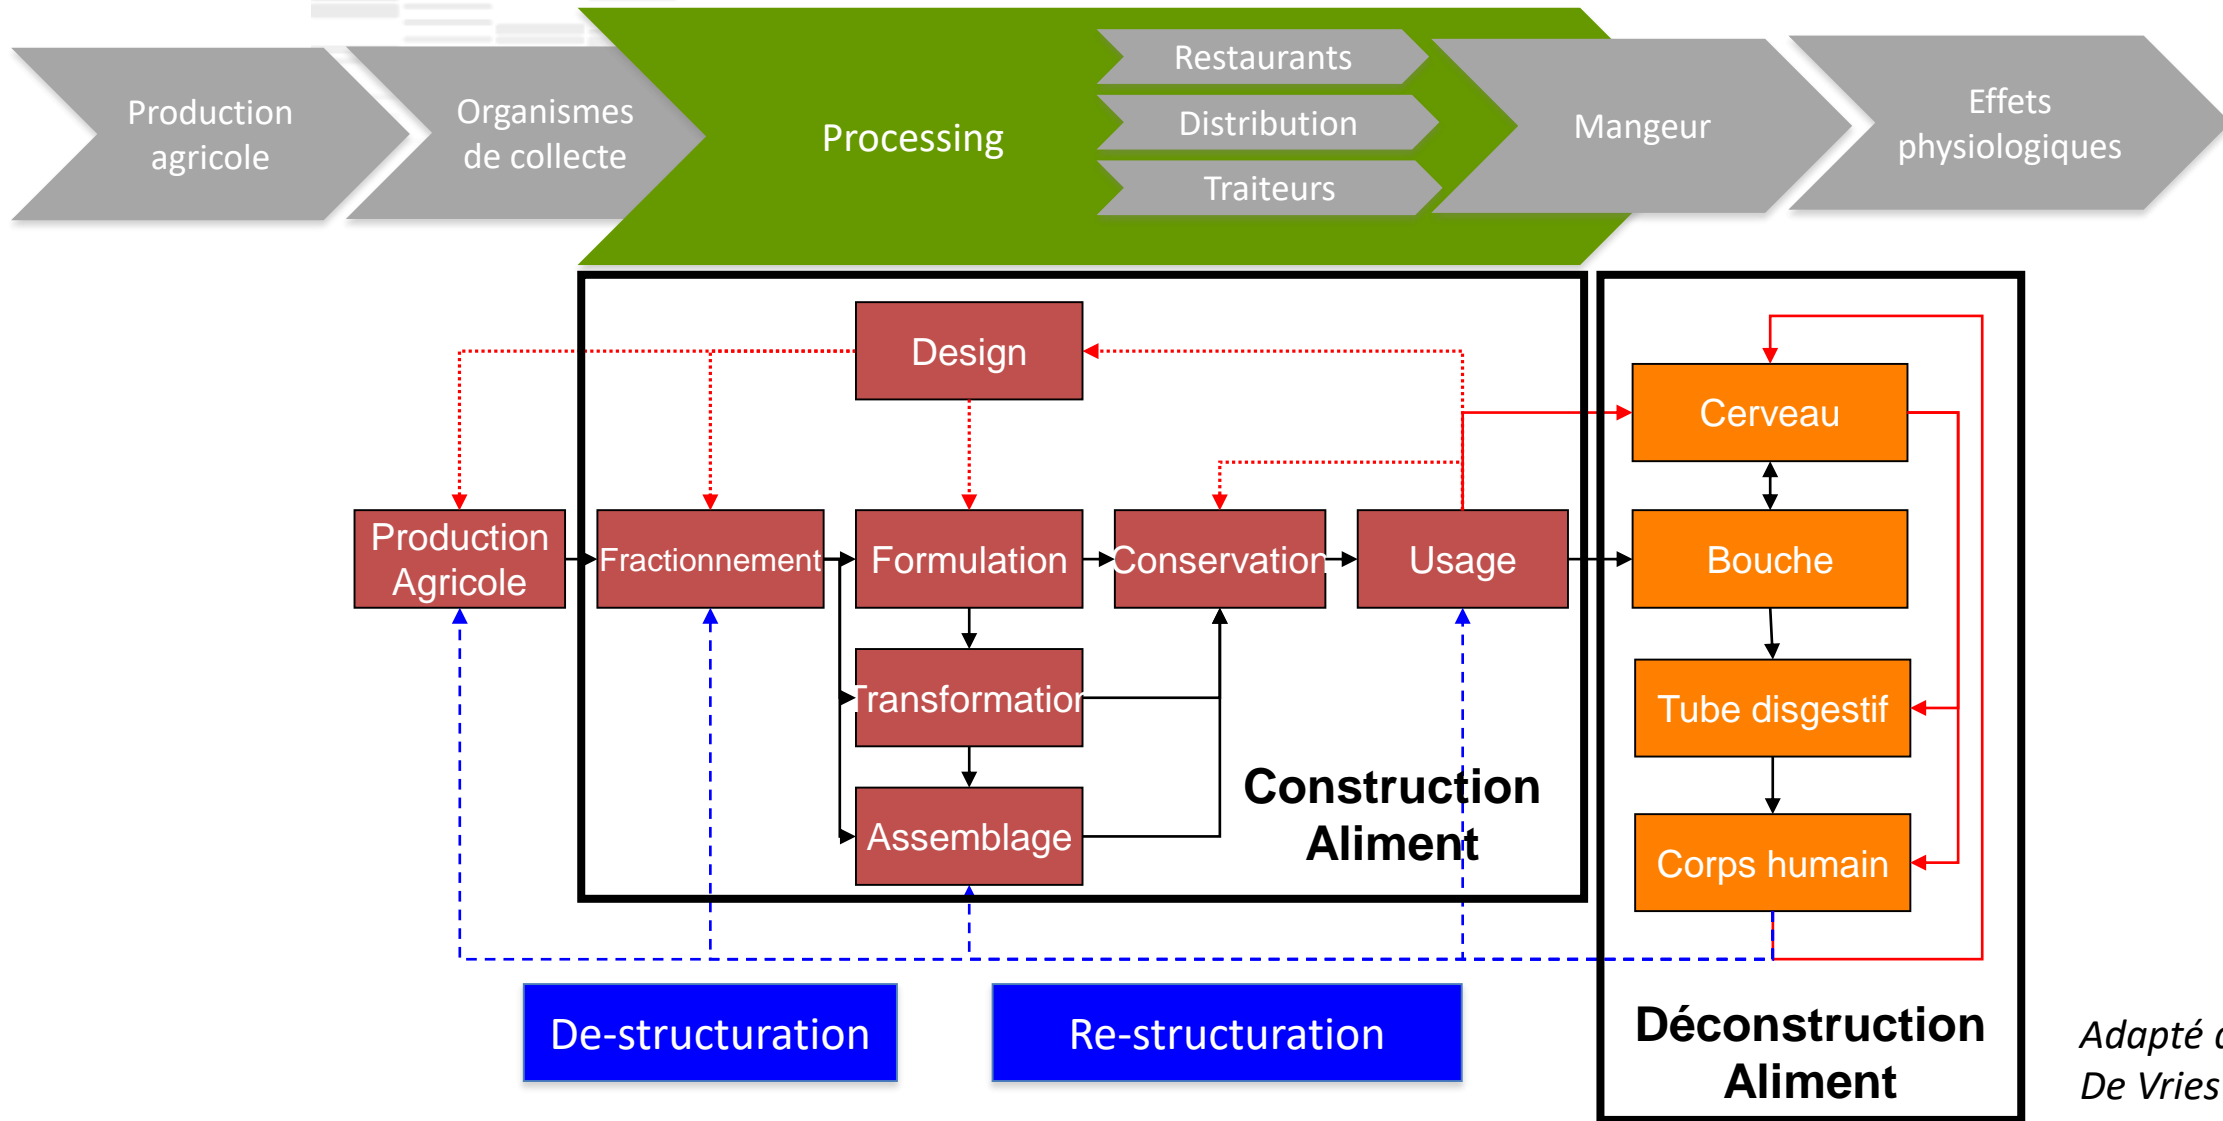 Production
agricole
Organismes
de collecte
Processing
Restaurants
Distribution
Traiteurs
Mangeur
Effets
physiologiques
Design
Cerveau
Production
Agricole
Fractionnement
Formulation
Conservation
Usage
Bouche
Transformation
Tube disgestif
Construction
Aliment
Assemblage
Corps humain
De-structuration
Re-structuration
Déconstruction
Aliment
Adapté
De Vries